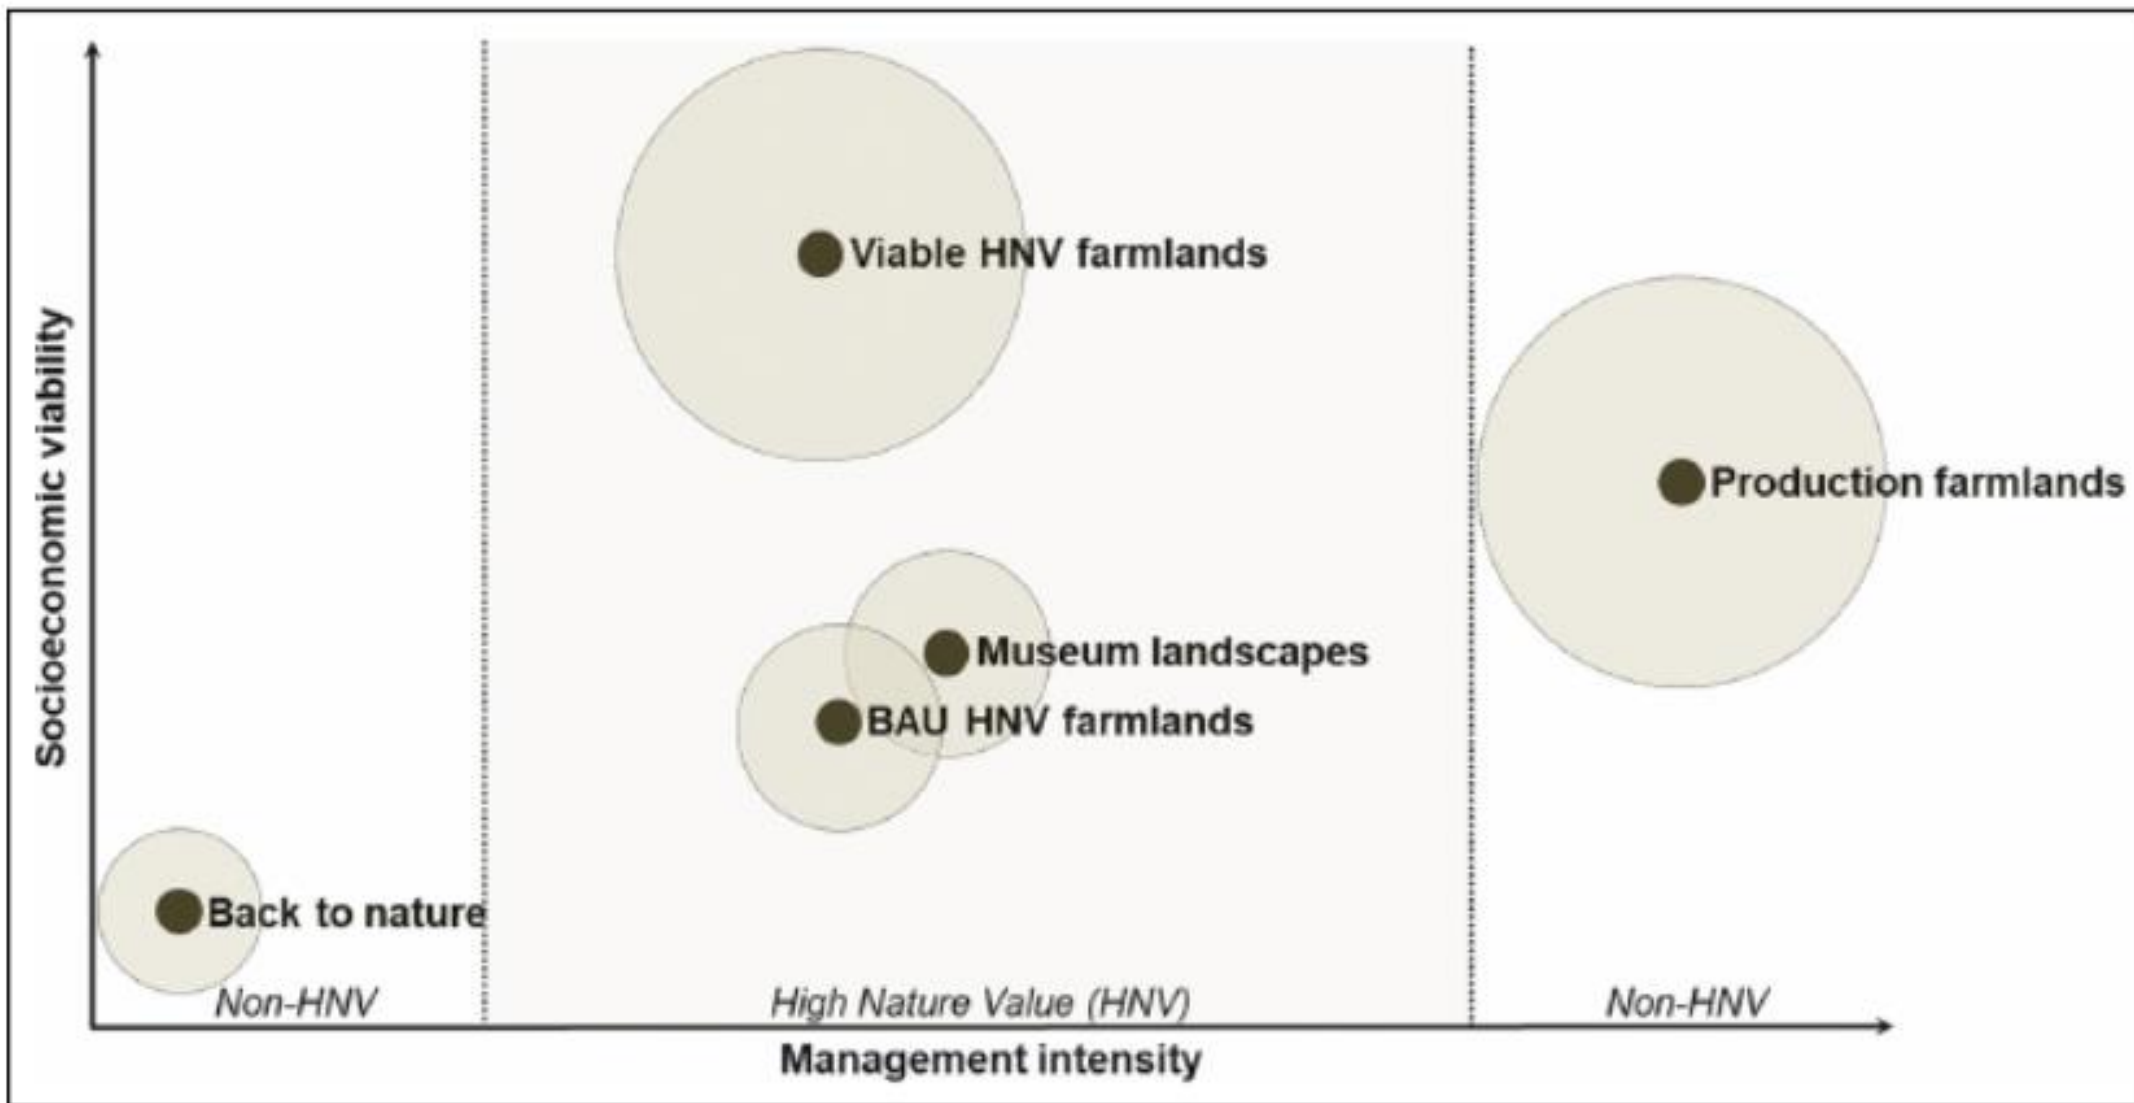 Socioeconomic viability
Viable HNV farmlands
Production farmlands
Museum landscapes
BAU HNV farmlands
Back to nature
Non-HNV
High Nature Value (HNV)
Non-HNV
Management intensity